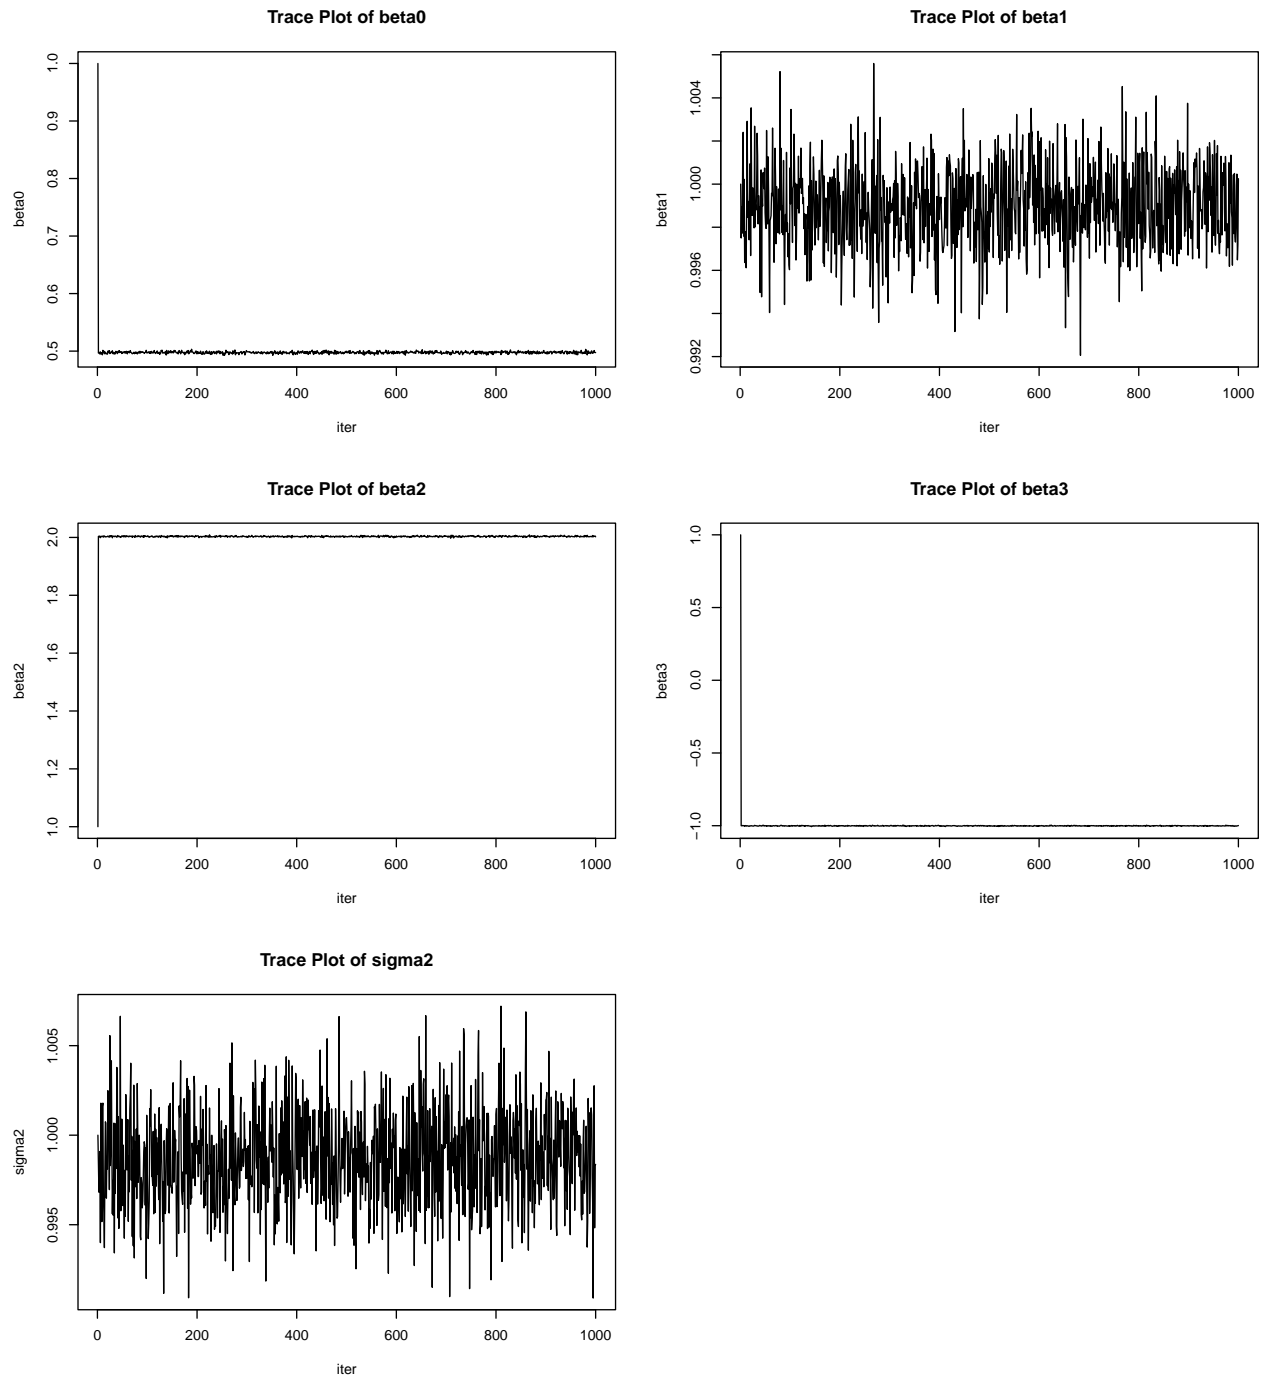 Trace Plot of beta0
beta0
1.0
0.9
0.8
0.7
0.6
0.5
0 200 400 600 800 1000
iter
Trace Plot of beta1
beta1
1.004
1.000
0.996
0.992
0 200 400 600 800 1000
iter
Trace Plot of beta2
beta2
2.0
1.8
1.6
1.4
1.2
1.0
0 200 400 600 800 1000
iter
Trace Plot of beta3
beta3
1.0
0.5
0.0
−0.5
−1.0
0 200 400 600 800 1000
iter
Trace Plot of sigma2
sigma2
1.005
1.000
0.995
0 200 400 600 800 1000
iter